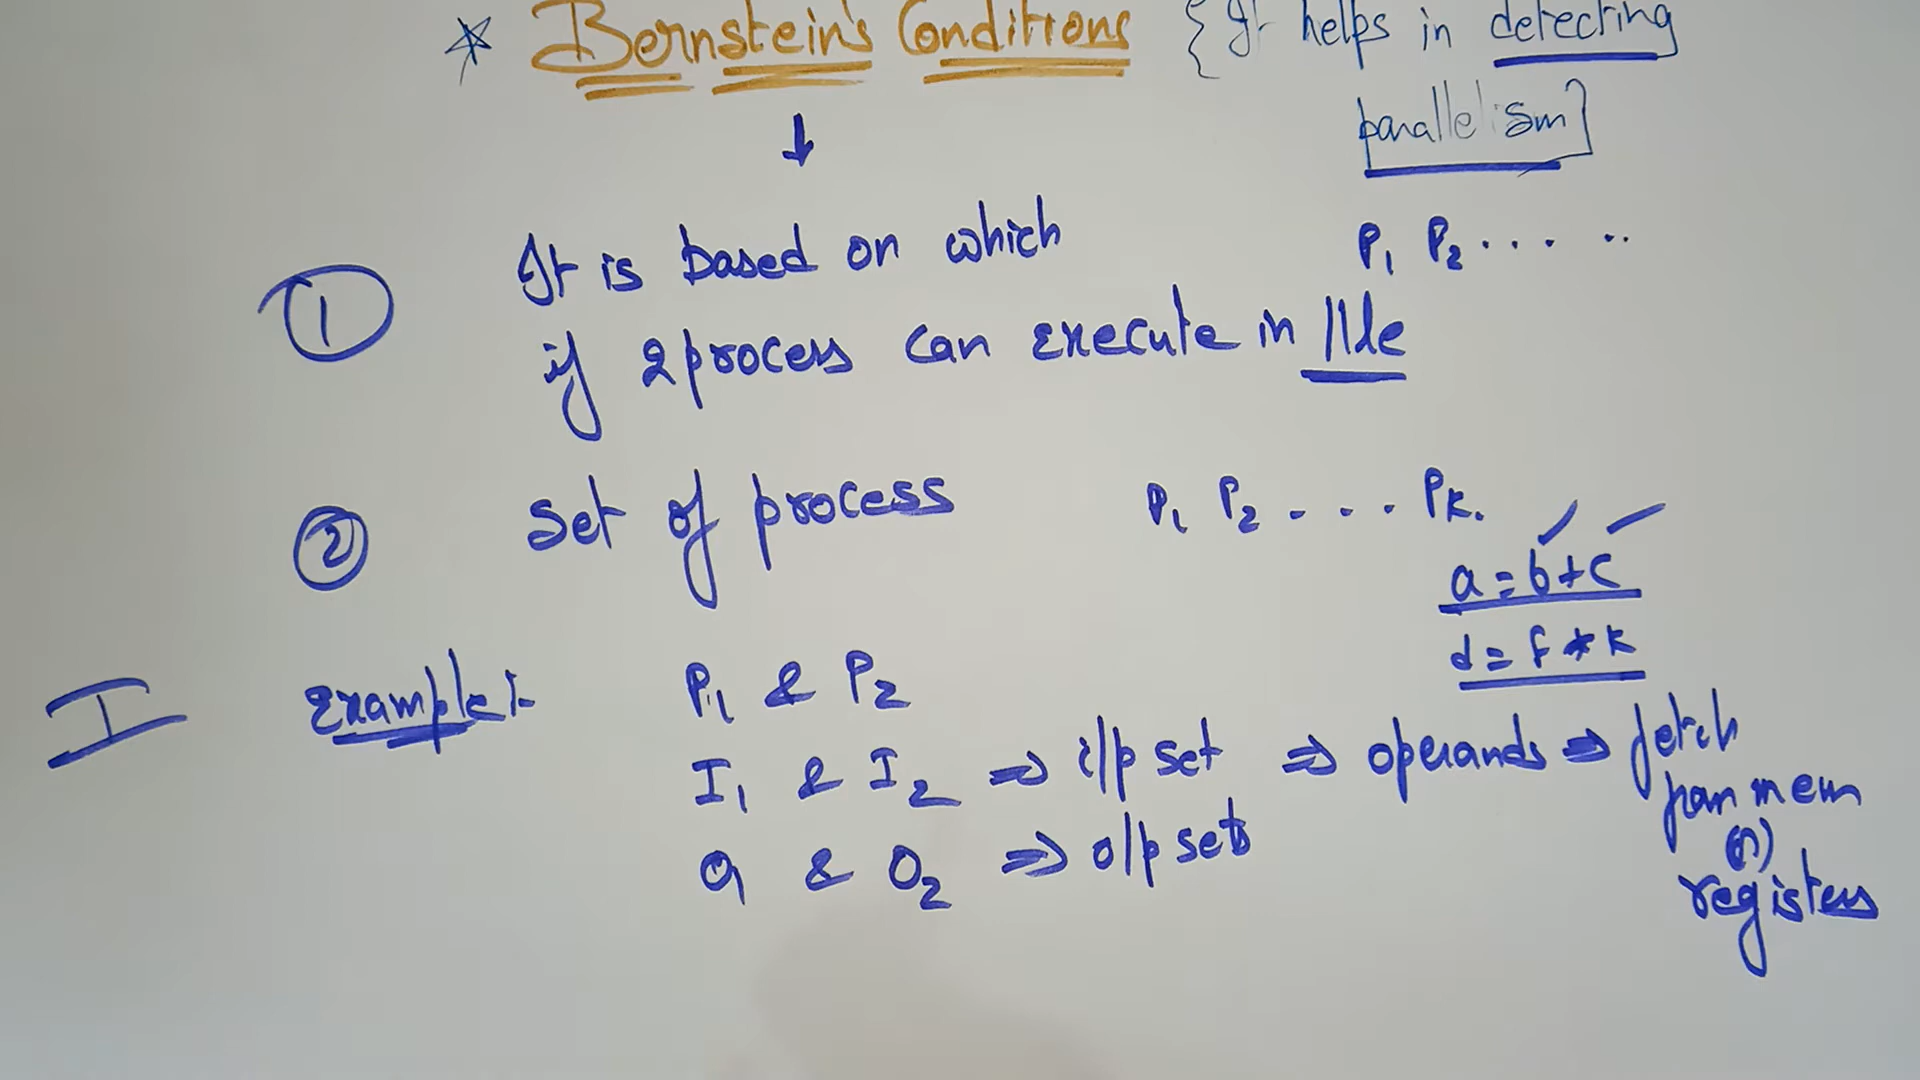 * Bernstein's Conditions {It helps in detecting
parallelism}
↓
① It is based on which
P1 P2 . . . . ..
if 2 process can execute in ||le
② Set of process P1 P2 . . . . Pk.
a = b + c
d = f * k
I Example:- P1 & P2
I1 & I2 ⇒ i/p set ⇒ operands ⇒ fetch
from mem
(or)
registers
O1 & O2 ⇒ o/p sets